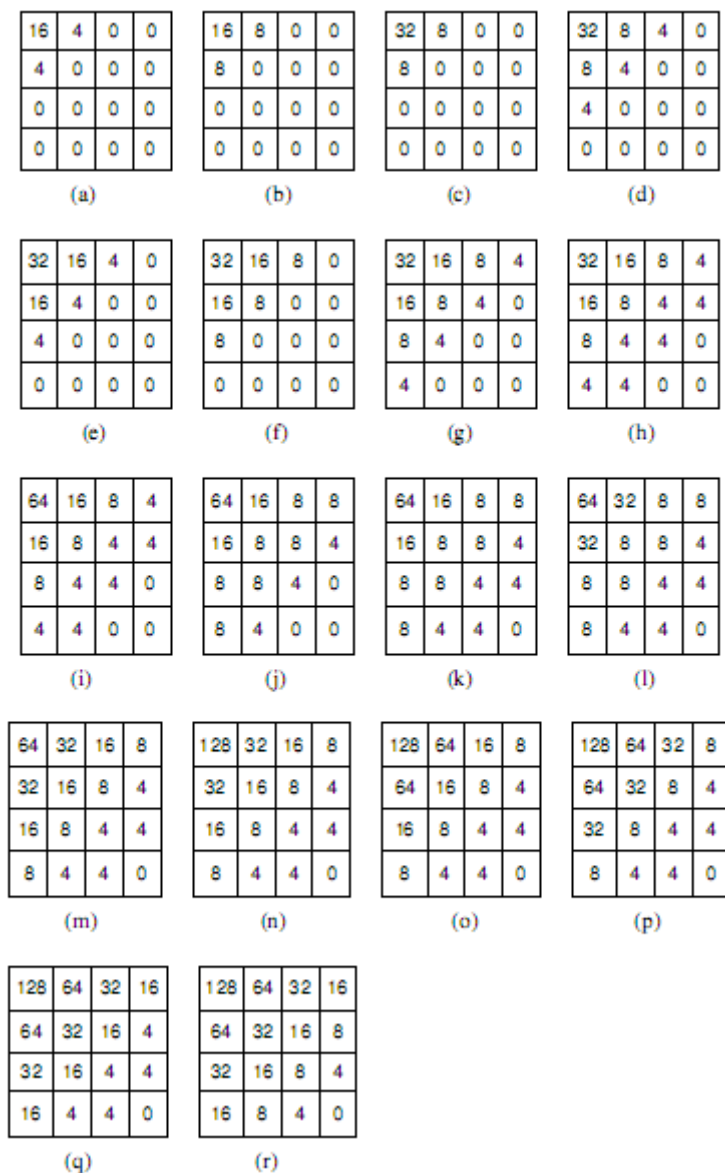 16 4 0 0 16 8 0 0 32 8 0 0 32 8 4 0
4 0 0 0 8 0 0 0 8 0 0 0 8 4 0 0
0 0 0 0 0 0 0 0 0 0 0 0 4 0 0 0
0 0 0 0 0 0 0 0 0 0 0 0 0 0 0 0
(a) (b) (c) (d)
32 16 4 0 32 16 8 0 32 16 8 4 32 16 8 4
16 4 0 0 16 8 0 0 16 8 4 0 16 8 4 4
4 0 0 0 8 0 0 0 8 4 0 0 8 4 4 0
0 0 0 0 0 0 0 0 4 0 0 0 4 4 0 0
(e) (f) (g) (h)
64 16 8 4 64 16 8 8 64 16 8 8 64 32 8 8
16 8 4 4 16 8 8 4 16 8 8 4 32 8 8 4
8 4 4 0 8 8 4 0 8 8 4 4 8 8 4 4
4 4 0 0 8 4 0 0 8 4 4 0 8 4 4 0
(i) (j) (k) (l)
64 32 16 8 128 32 16 8 128 64 16 8 128 64 32 8
32 16 8 4 32 16 8 4 64 16 8 4 64 32 8 4
16 8 4 4 16 8 4 4 16 8 4 4 32 8 4 4
8 4 4 0 8 4 4 0 8 4 4 0 8 4 4 0
(m) (n) (o) (p)
128 64 32 16 128 64 32 16
64 32 16 4 64 32 16 8
32 16 4 4 32 16 8 4
16 4 4 0 16 8 4 0
(q) (r)